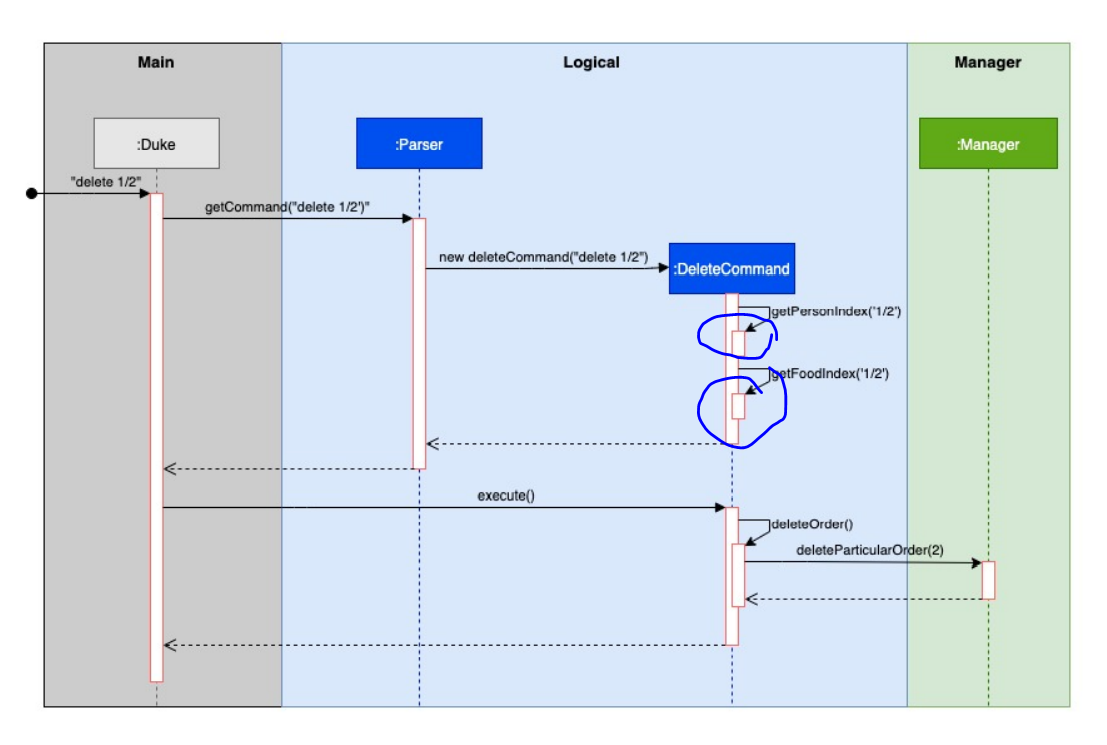 Main
Logical
Manager
:Duke
:Parser
:Manager
"delete 1/2"
getCommand("delete 1/2')"
new deleteCommand("delete 1/2")
:DeleteCommand
getPersonIndex('1/2')
getFoodIndex('1/2')
execute()
deleteOrder()
deleteParticularOrder(2)